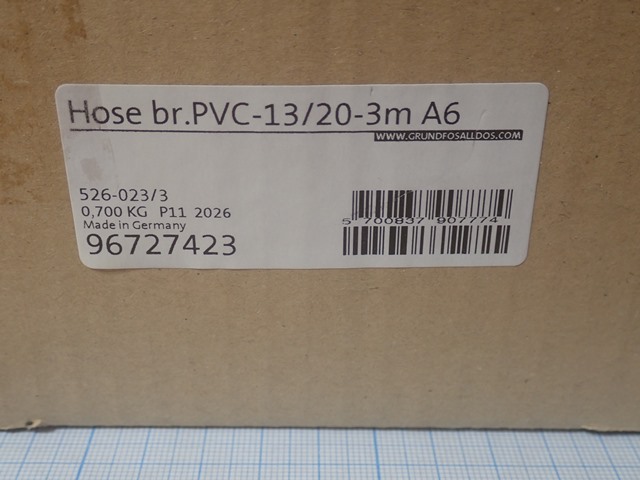 Hose br.PVC-13/20-3m A6
WWW.GRUNDFOSALLDOS.COM
526-023/3
0,700 KG P11 2026
Made in Germany
96727423
5 700837 907774